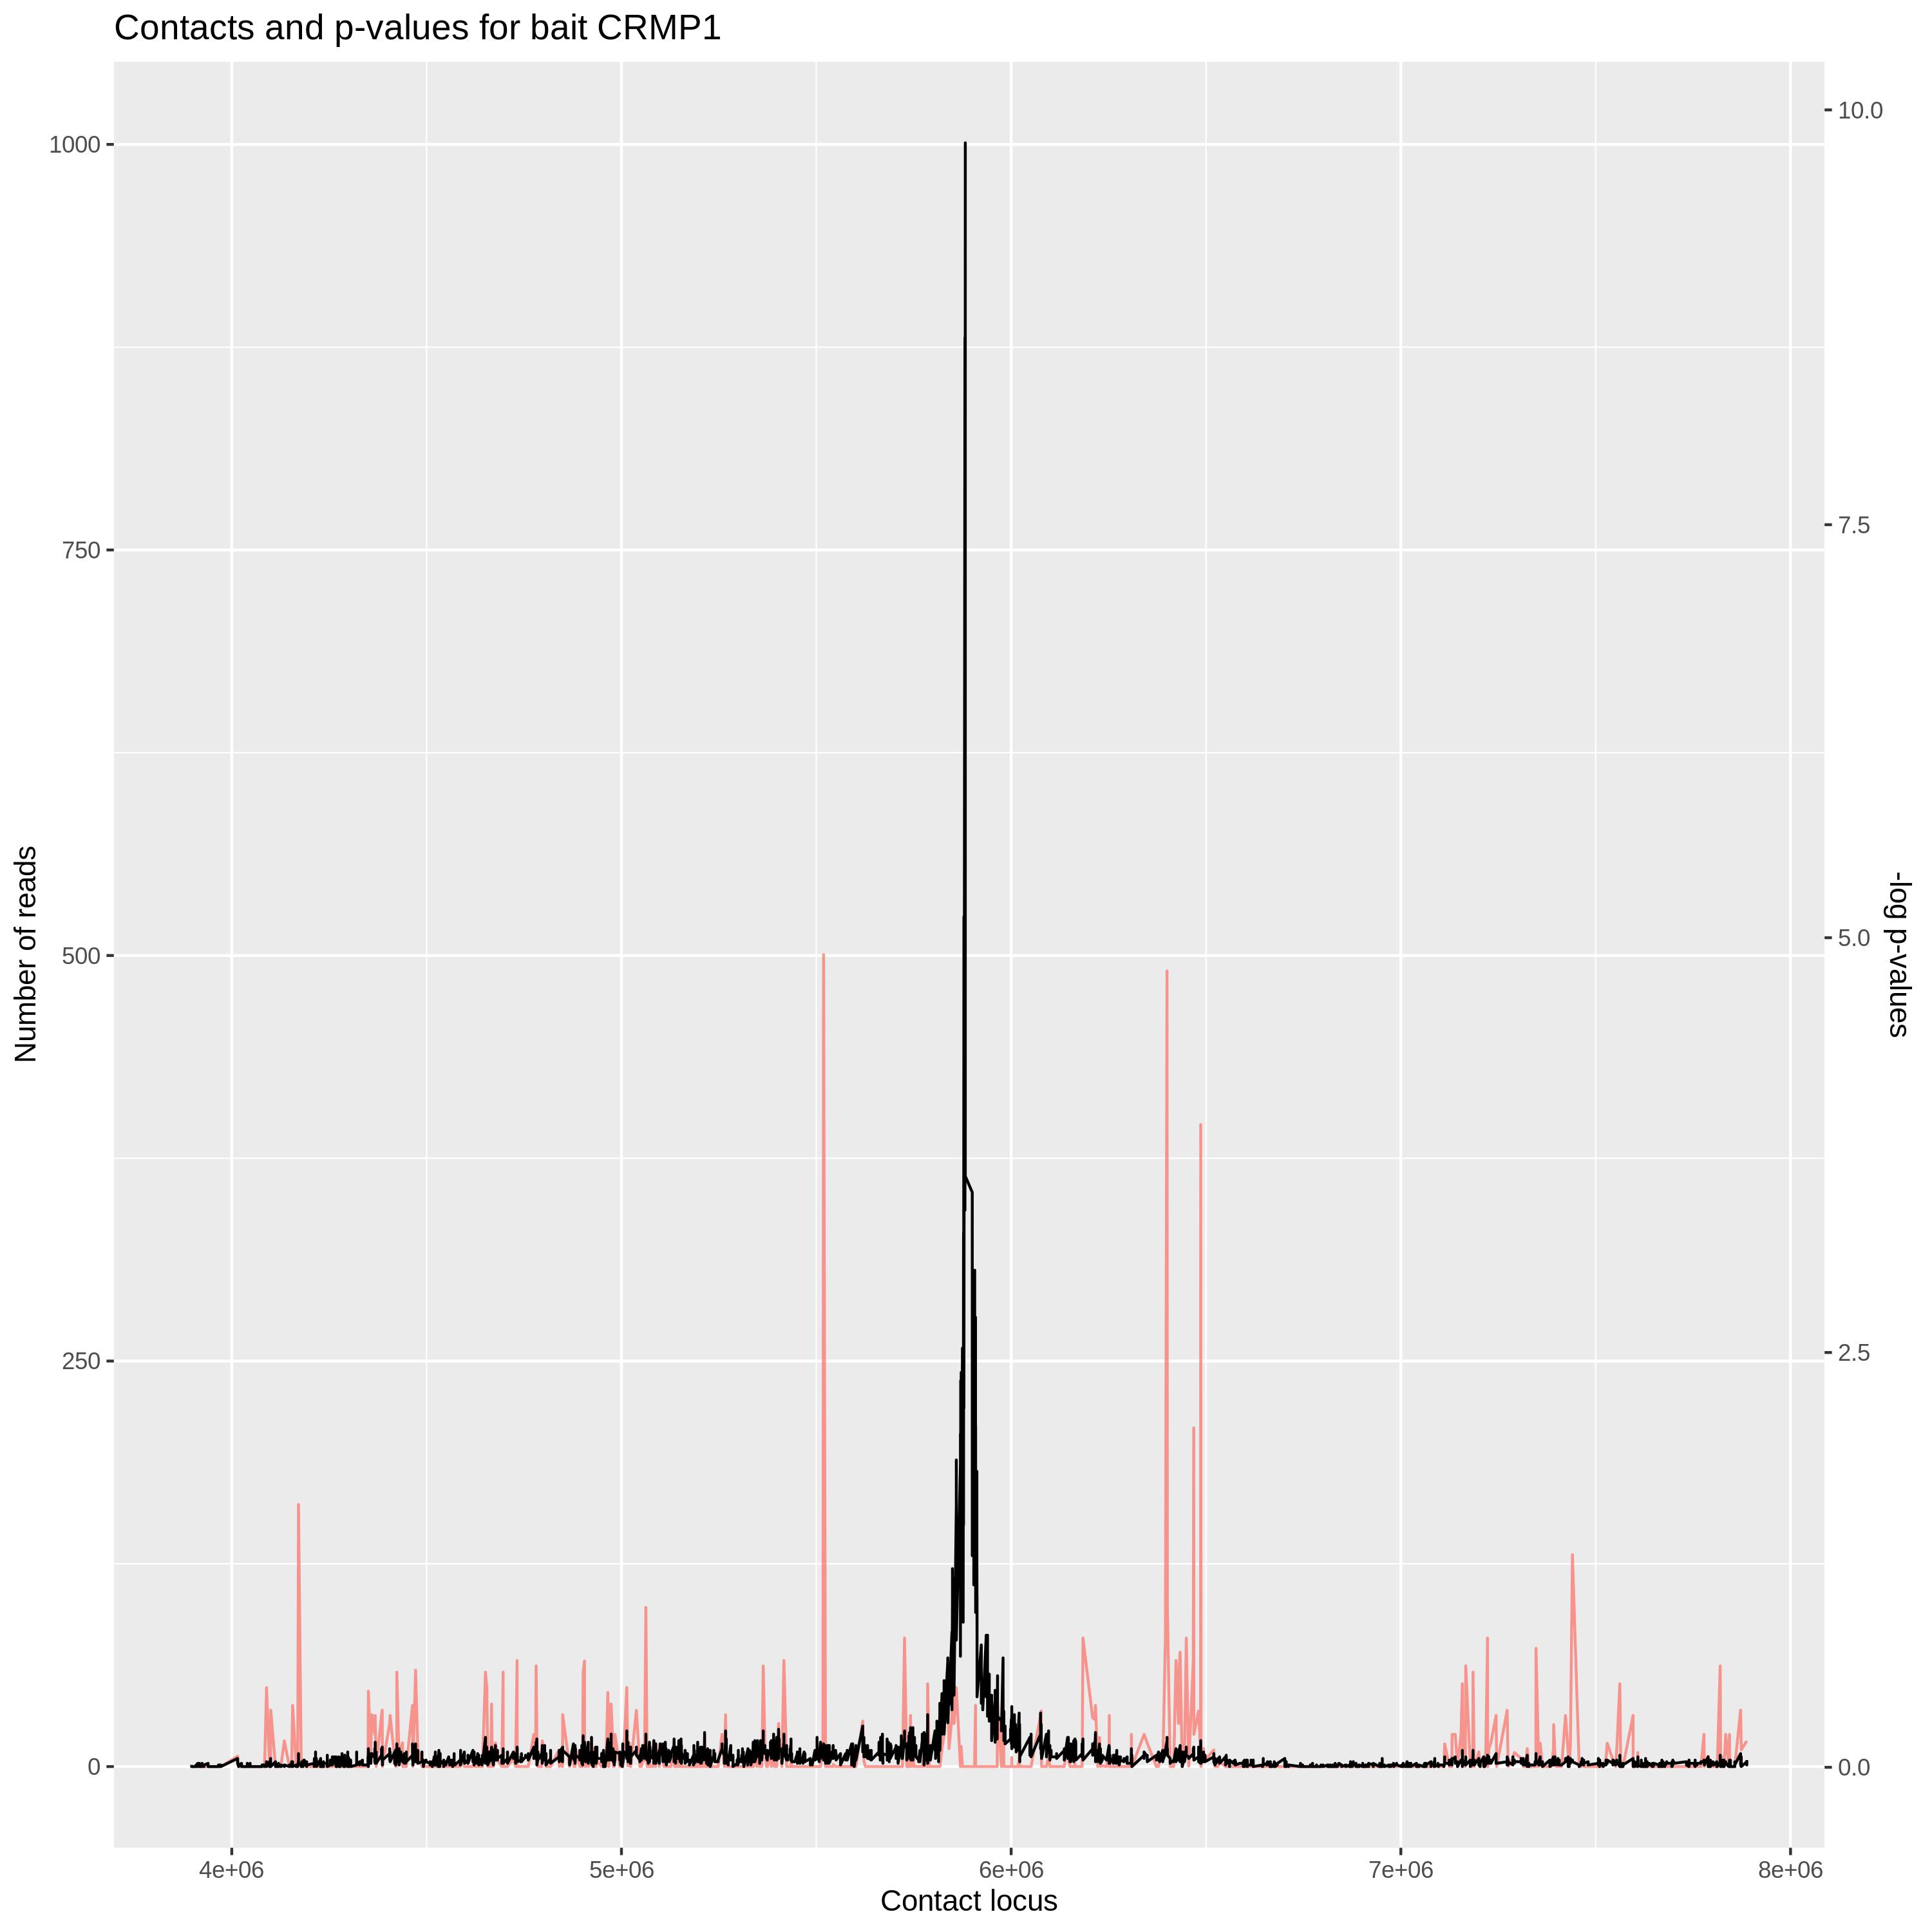 Contacts and p-values for bait CRMP1
1000
750
500
250
0
Number of reads
10.0
7.5
5.0
2.5
0.0
-log p-values
4e+06
5e+06
6e+06
7e+06
8e+06
Contact locus